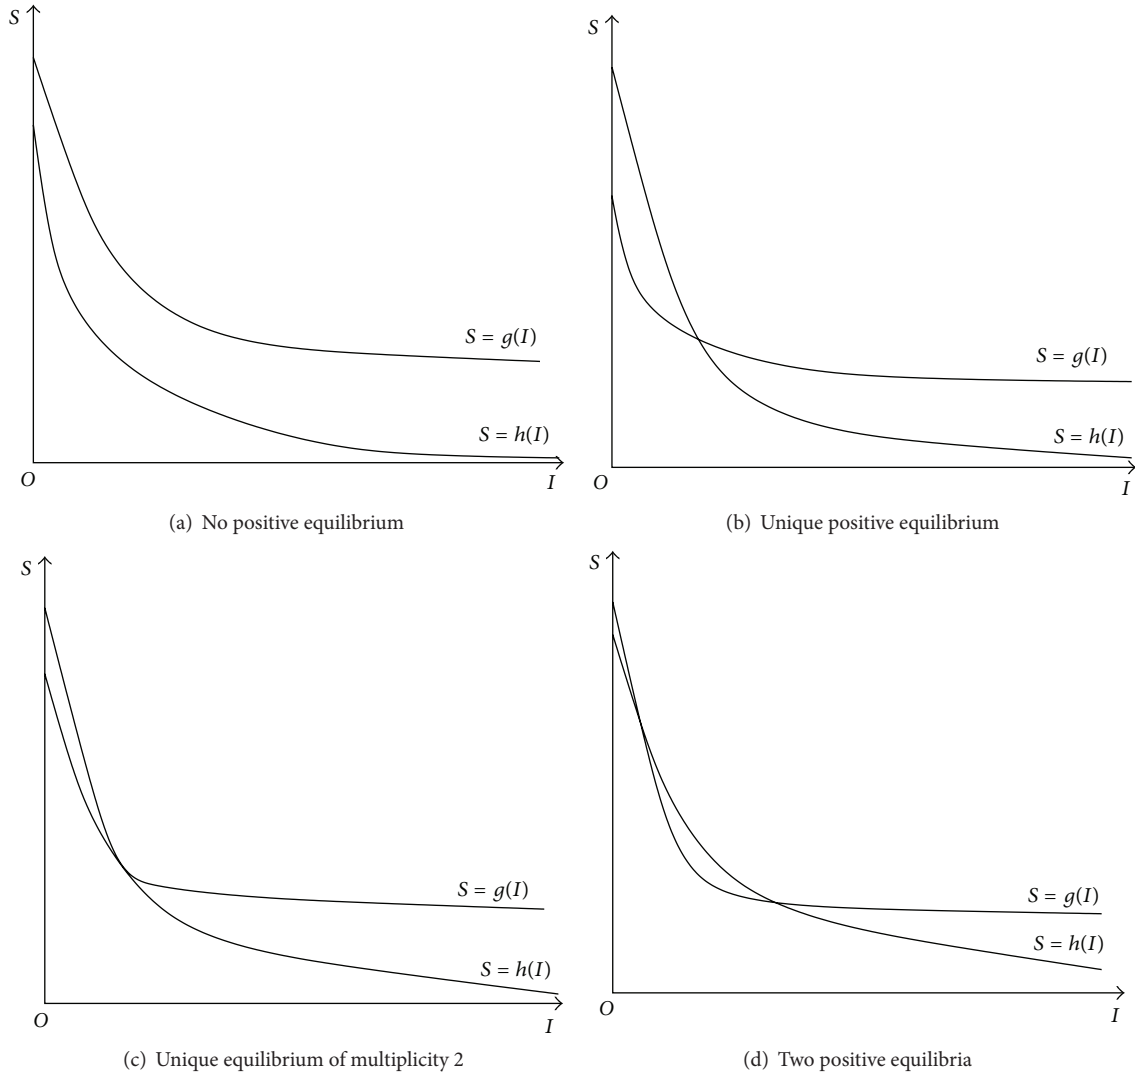 S
S = g(I)
S = h(I)
O
I
(a) No positive equilibrium
S
S = g(I)
S = h(I)
O
I
(b) Unique positive equilibrium
S
S = g(I)
S = h(I)
O
I
(c) Unique equilibrium of multiplicity 2
S
S = g(I)
S = h(I)
O
I
(d) Two positive equilibria